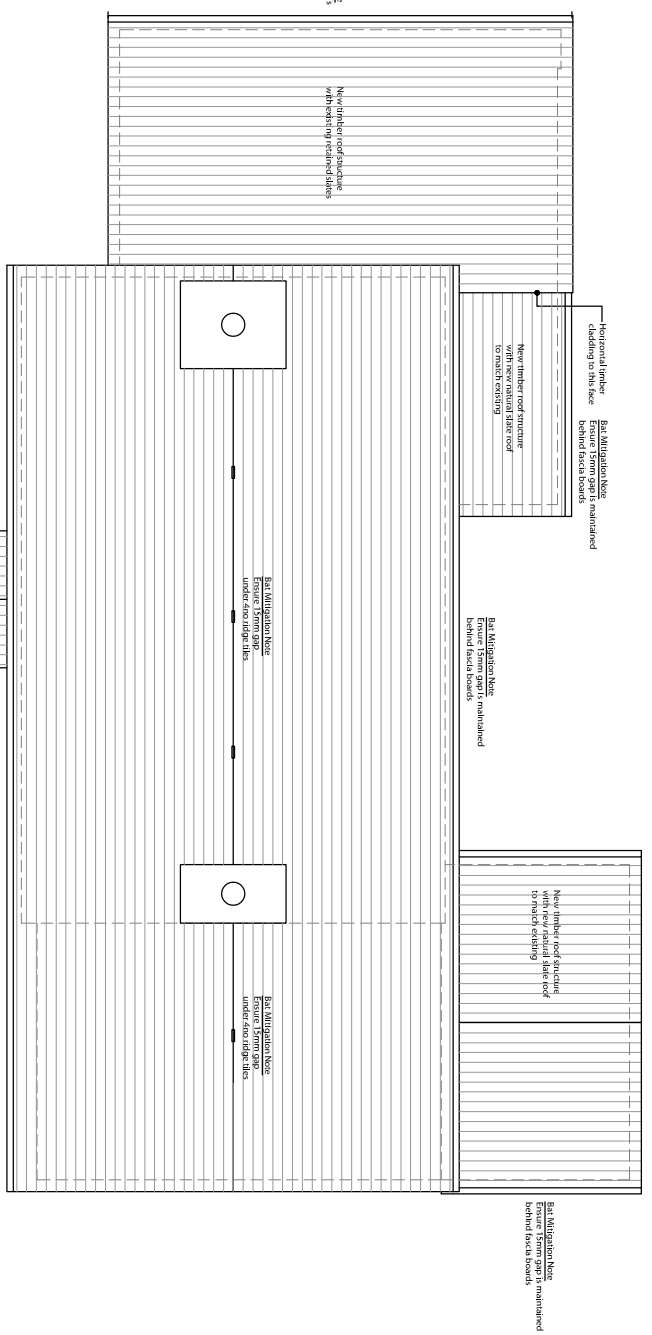 New timber roof structure
with existing retained slates
Horizontal timber
cladding to this face
Bat Mitigation Note
Ensure 15mm gap is maintained
behind fascia boards
New timber roof structure
with new natural slate roof
to match existing
Bat Mitigation Note
Ensure 15mm gap
under 4no ridge tiles
Bat Mitigation Note
Ensure 15mm gap is maintained
behind fascia boards
New timber roof structure
with new natural slate roof
to match existing
Bat Mitigation Note
Ensure 15mm gap
under 4no ridge tiles
Bat Mitigation Note
Ensure 15mm gap is maintained
behind fascia boards